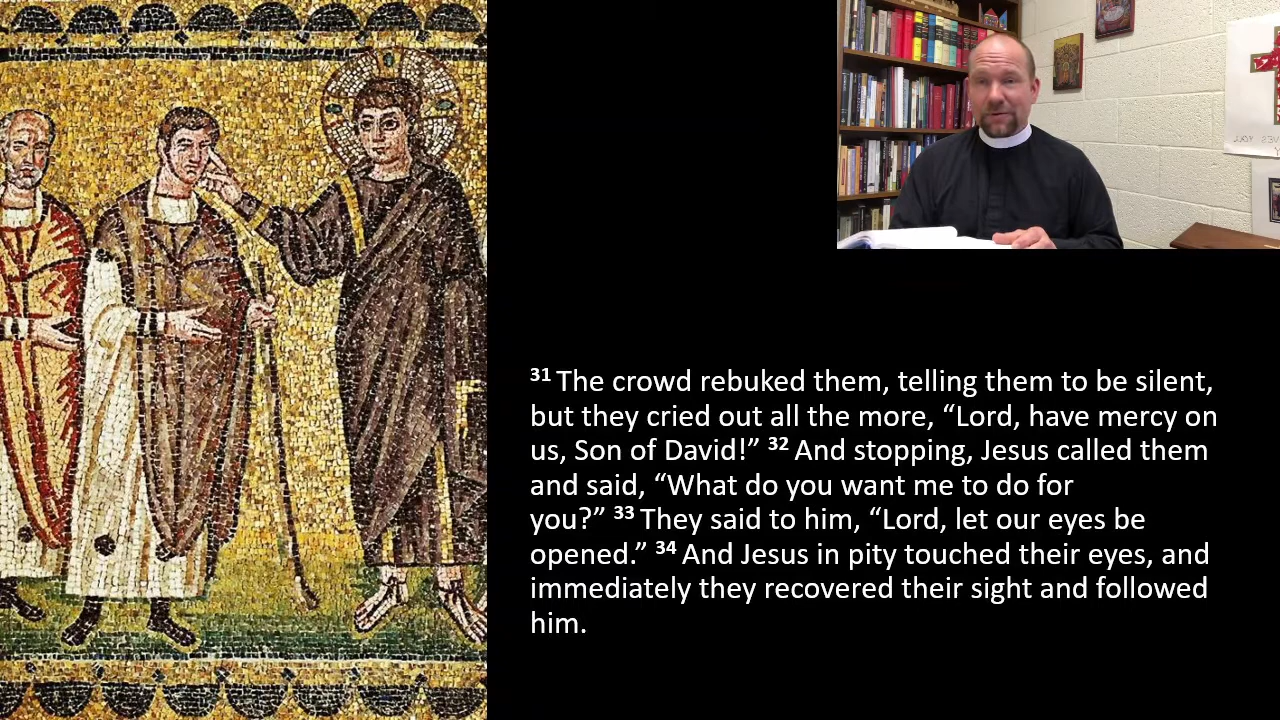 31 The crowd rebuked them, telling them to be silent,
but they cried out all the more, “Lord, have mercy on
us, Son of David!” 32 And stopping, Jesus called them
and said, “What do you want me to do for
you?” 33 They said to him, “Lord, let our eyes be
opened.” 34 And Jesus in pity touched their eyes, and
immediately they recovered their sight and followed
him.